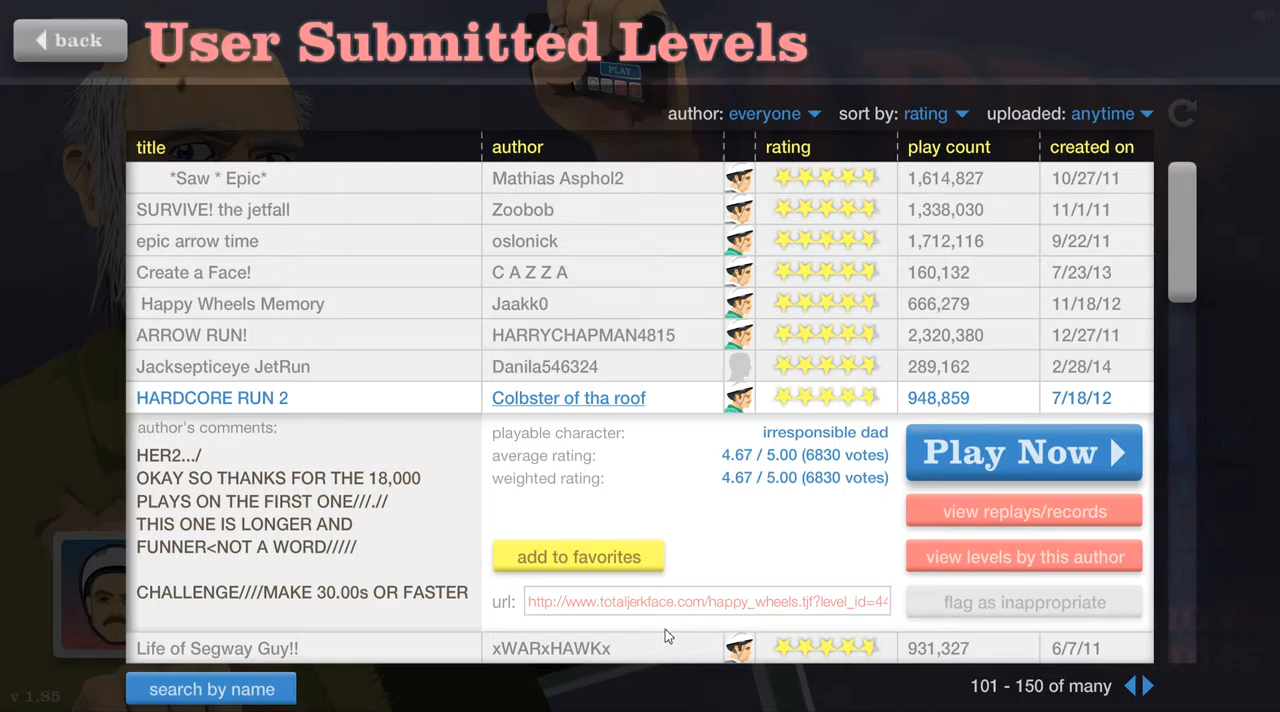 back
User Submitted Levels
PLAY
author: everyone sort by: rating uploaded: anytime
title author rating play count created on
*Saw * Epic* Mathias Asphol2 1,614,827 10/27/11
SURVIVE! the jetfall Zoobob 1,338,030 11/1/11
epic arrow time oslonick 1,712,116 9/22/11
Create a Face! C A Z Z A 160,132 7/23/13
Happy Wheels Memory Jaakk0 666,279 11/18/12
ARROW RUN! HARRYCHAPMAN4815 2,320,380 12/27/11
Jacksepticeye JetRun Danila546324 289,162 2/28/14
HARDCORE RUN 2 Colbster of tha roof 948,859 7/18/12
author's comments:
HER2.../
OKAY SO THANKS FOR THE 18,000
PLAYS ON THE FIRST ONE///.//
THIS ONE IS LONGER AND
FUNNER<NOT A WORD/////
CHALLENGE////MAKE 30.00s OR FASTER
playable character: irresponsible dad
average rating: 4.67 / 5.00 (6830 votes)
weighted rating: 4.67 / 5.00 (6830 votes)
add to favorites
url: http://www.totaljerkface.com/happy_wheels.tjf?level_id=44
Play Now
view replays/records
view levels by this author
flag as inappropriate
Life of Segway Guy!! xWARxHAWKx 931,327 6/7/11
v 1.85
search by name
101 - 150 of many